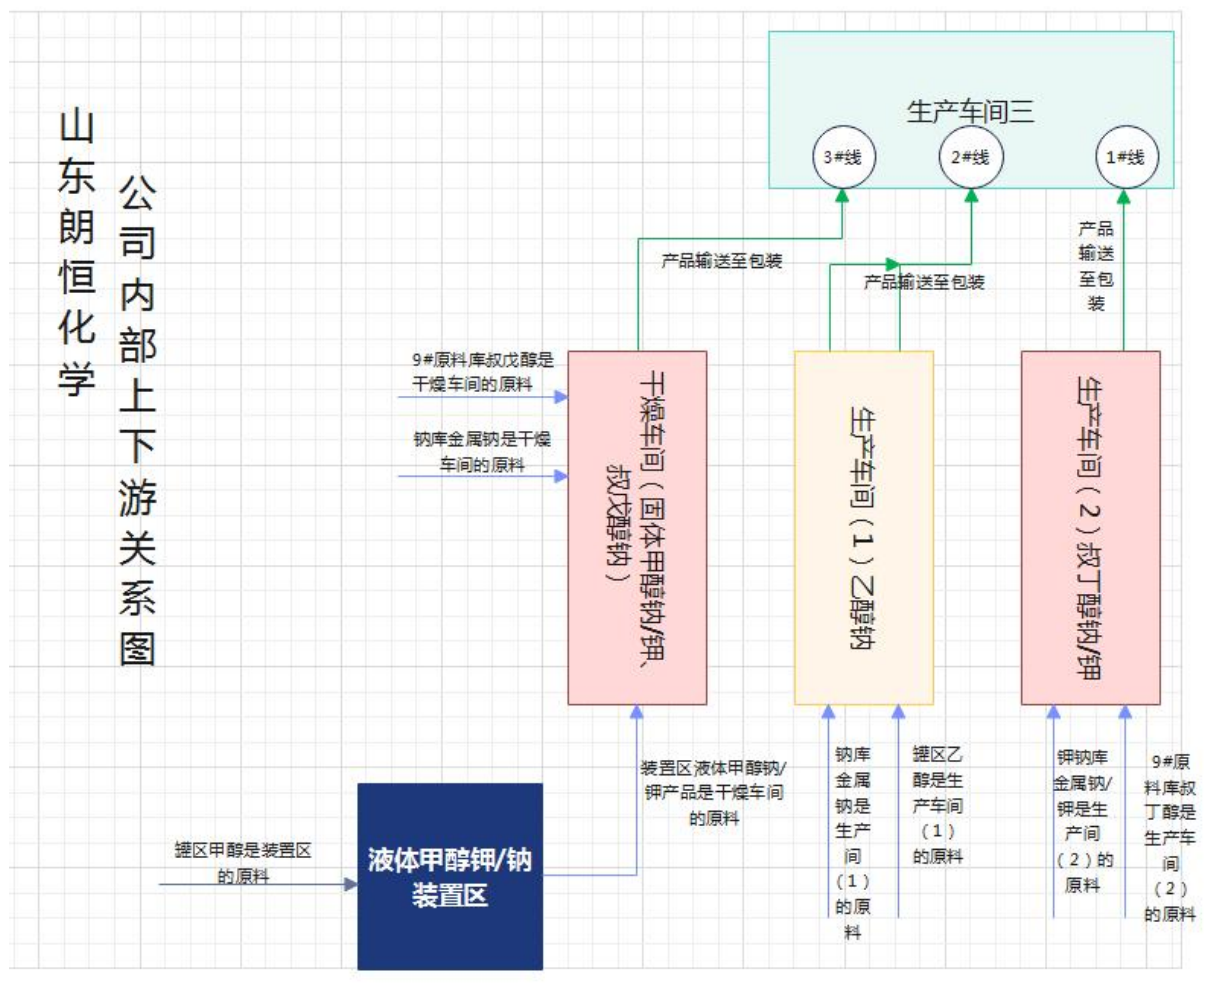 山东朗恒化学
公司内部上下游关系图
生产车间三
3#线
2#线
1#线
产品输送至包装
产品输送至包装
产品
输送
至包
装
9#原料库叔戊醇是
干燥车间的原料
钠库金属钠是干燥
车间的原料
干燥车间（固体甲醇钠/钾、
叔戊醇钠）
生产车间（1）乙醇钠
生产车间（2）叔丁醇钠/钾
装置区液体甲醇钠/
钾产品是干燥车间
的原料
钠库
金属
钠是
生产
间
（1）
的原
料
罐区乙
醇是生
产车间
（1）
的原料
钾钠库
金属钠/
钾是生
产间
（2）的
原料
9#原
料库叔
丁醇是
生产车
间
（2）
的原料
罐区甲醇是装置区
的原料
液体甲醇钾/钠
装置区